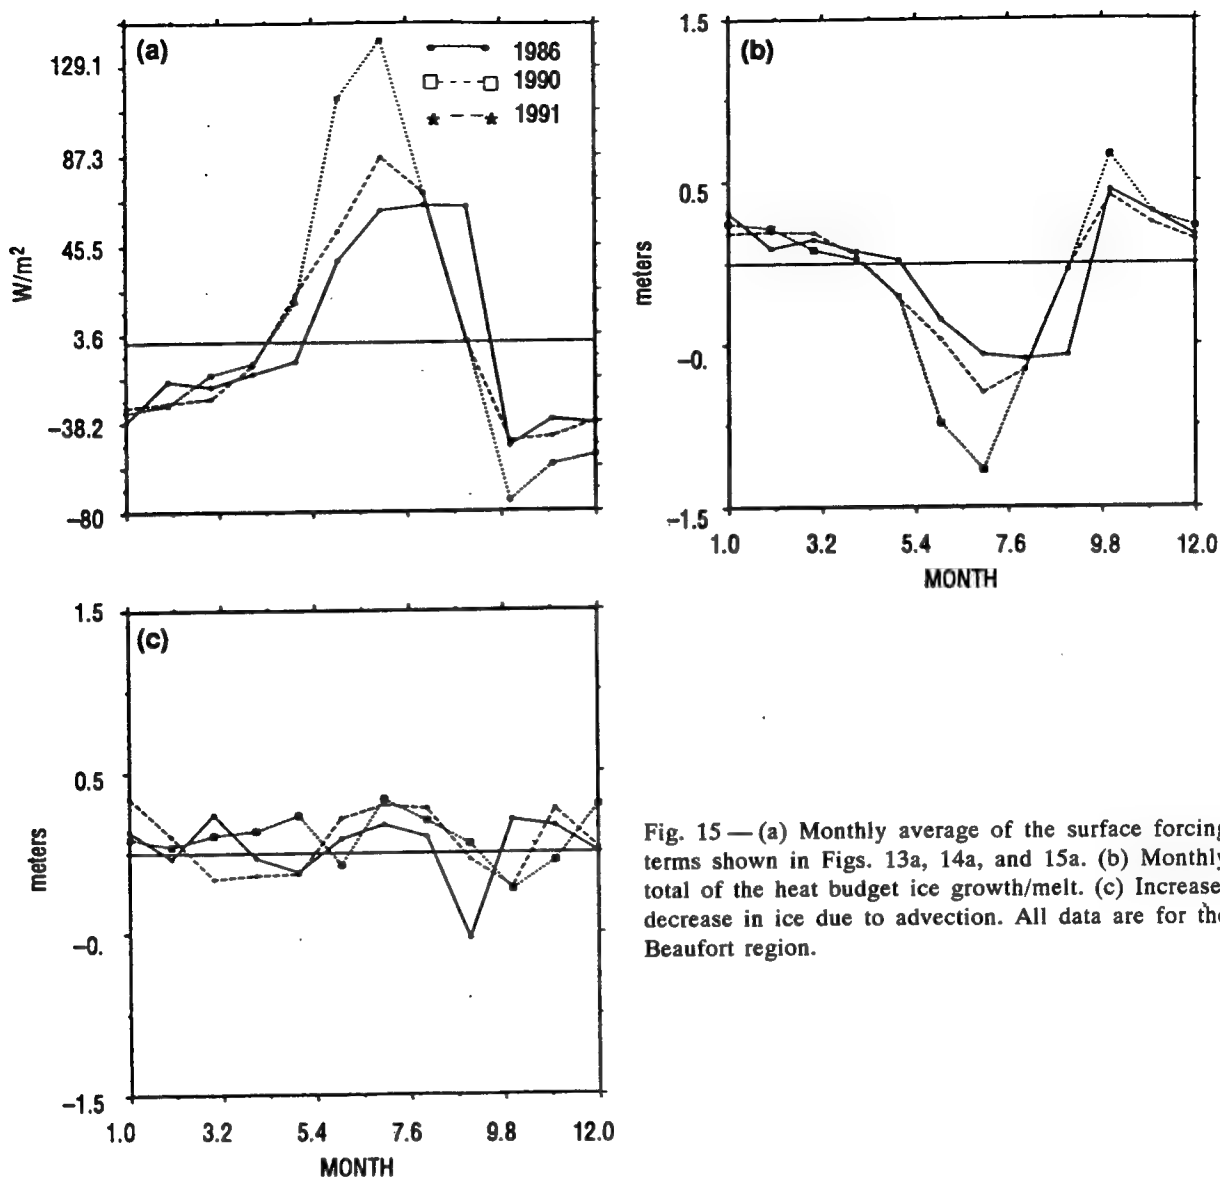 (a)
1986
1990
1991
129.1
87.3
45.5
3.6
−38.2
−80
W/m²
(b)
1.5
0.5
−0.
−1.5
meters
1.0 3.2 5.4 7.6 9.8 12.0
MONTH
(c)
1.5
0.5
−0.
−1.5
meters
1.0 3.2 5.4 7.6 9.8 12.0
MONTH
Fig. 15 — (a) Monthly average of the surface forcing
terms shown in Figs. 13a, 14a, and 15a. (b) Monthly
total of the heat budget ice growth/melt. (c) Increase,
decrease in ice due to advection. All data are for the
Beaufort region.